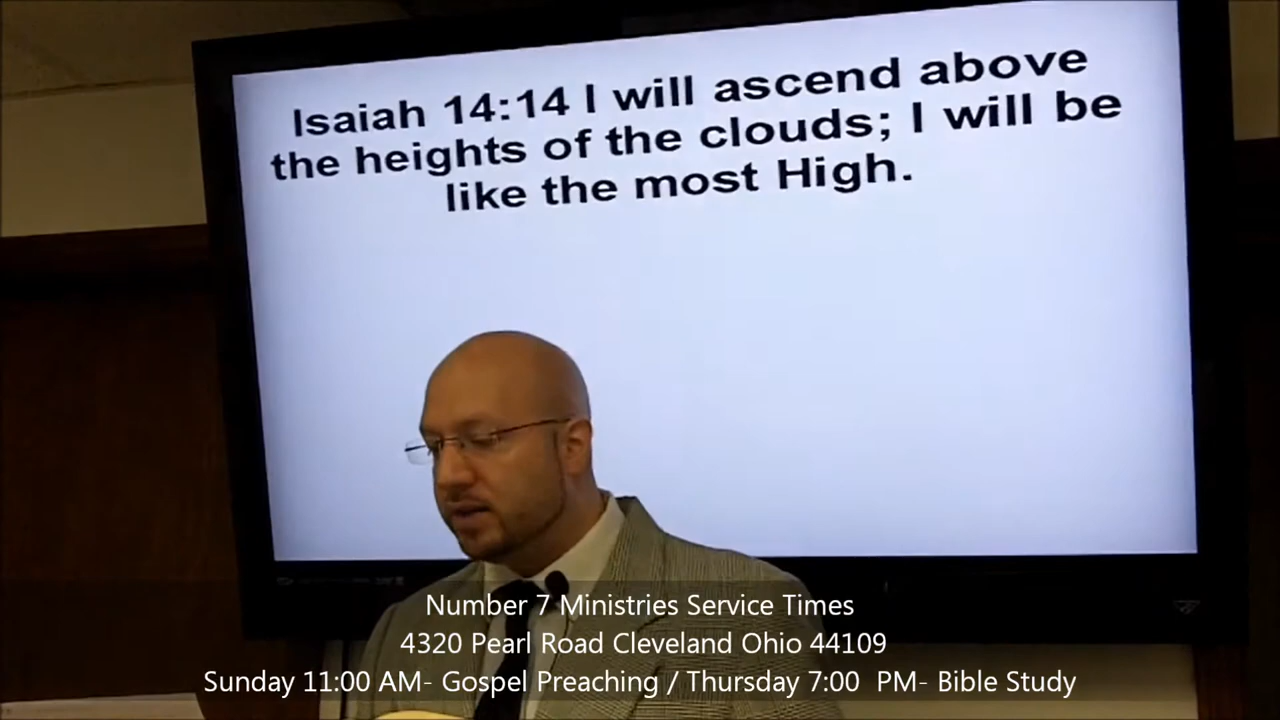 Isaiah 14:14 I will ascend above
the heights of the clouds; I will be
like the most High.
Number 7 Ministries Service Times
4320 Pearl Road Cleveland Ohio 44109
Sunday 11:00 AM- Gospel Preaching / Thursday 7:00  PM- Bible Study